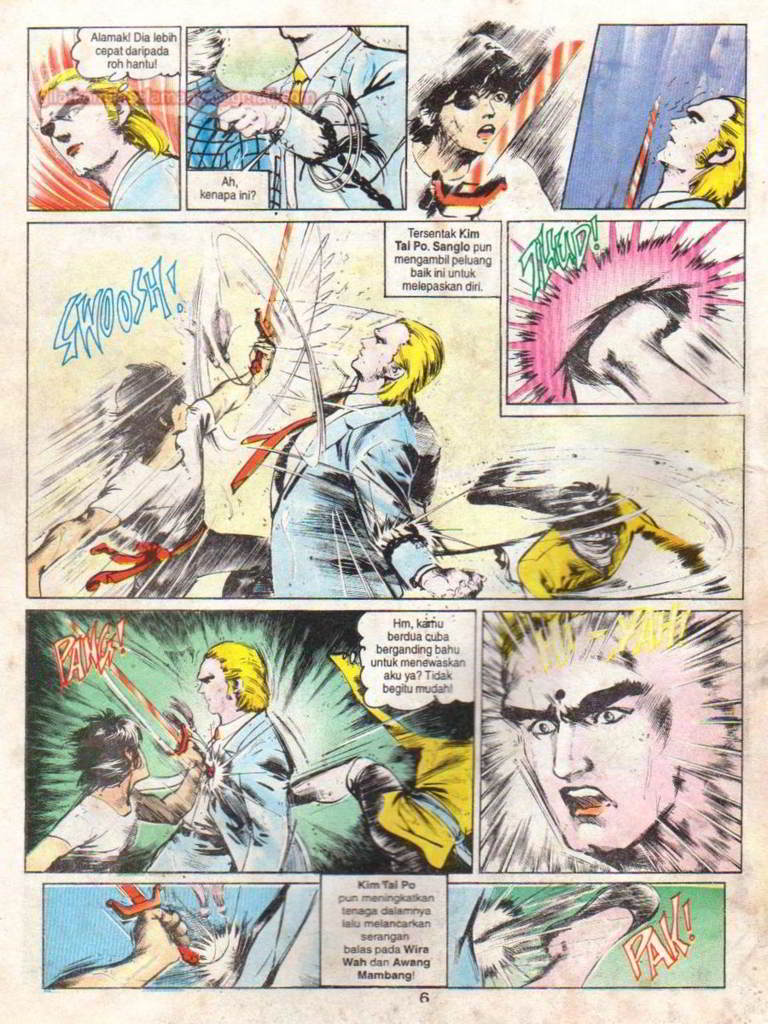 Alamak! Dia lebih
cepat daripada
roh hantu!
Ah,
kenapa ini?
Tersentak Kim
Tai Po. Sanglo pun
mengambil peluang
baik ini untuk
melepaskan diri.
SWOOSH!
THUD!
PAINGS!
Hm, kamu
berdua cuba
berganding bahu
untuk menewaskan
aku ya? Tidak
begitu mudah!
HI-YAH!
Kim Tai Po
pun meningkatkan
tenaga dalamnya
lalu melancarkan
serangan
balas pada Wira
Wah dan Awang
Mambang!
PAK!
6